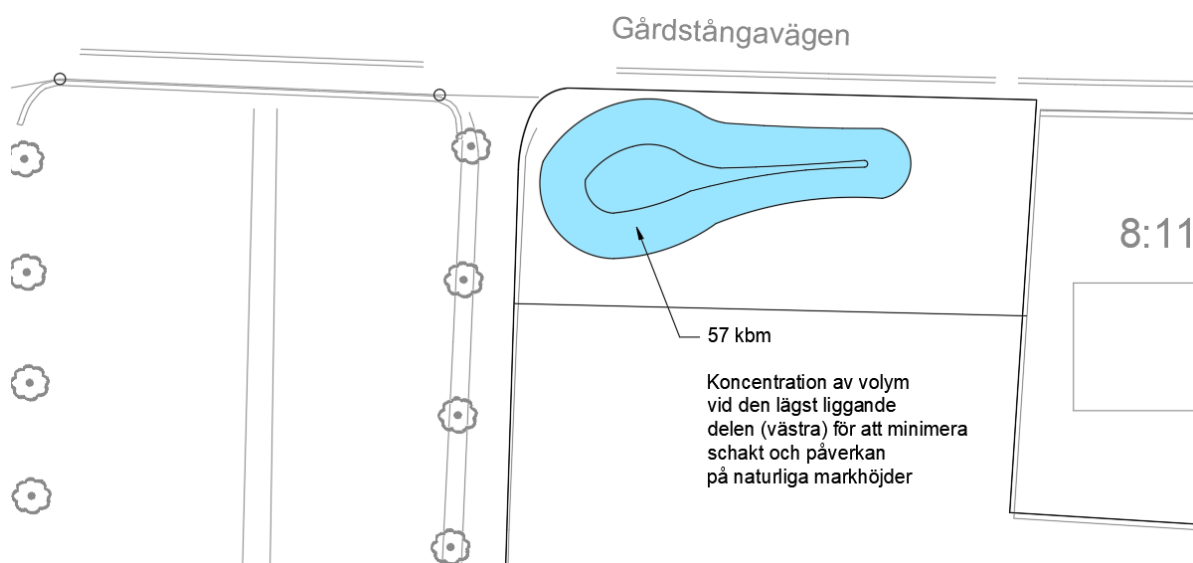 Gårdstångavägen
8:11
57 kbm
Koncentration av volym
vid den lägst liggande
delen (västra) för att minimera
schakt och påverkan
på naturliga markhöjder